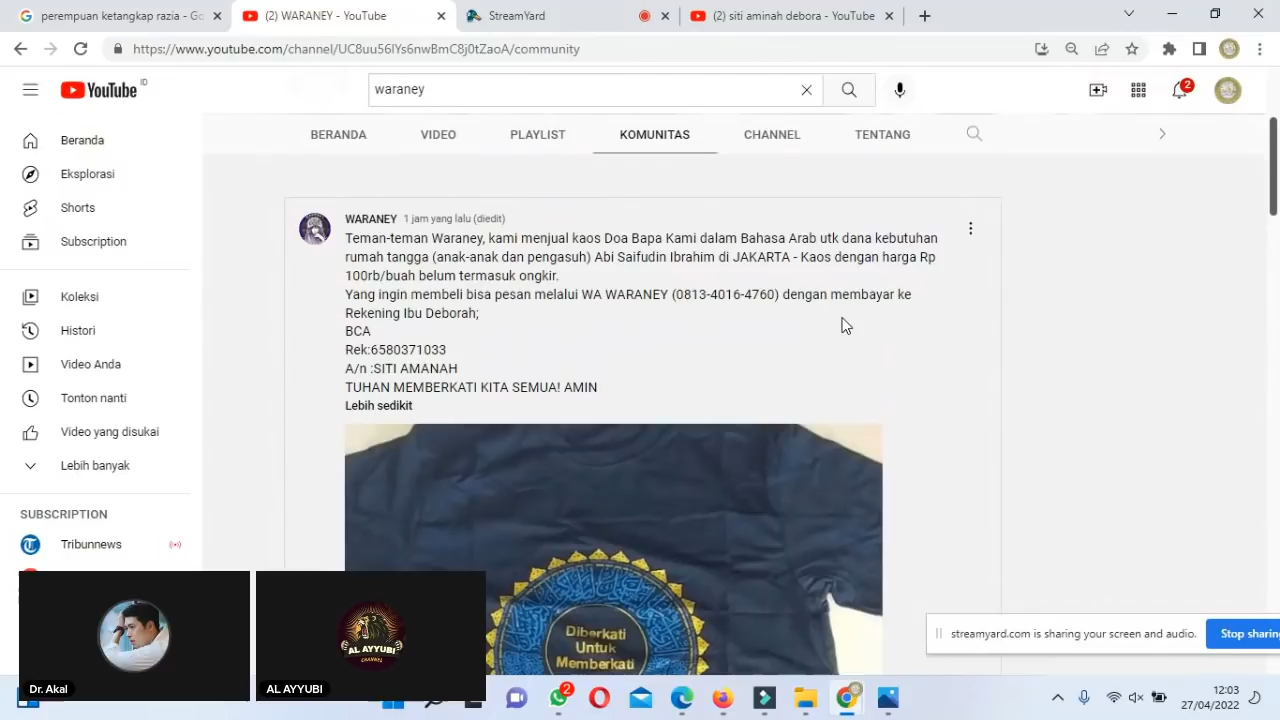 perempuan ketangkap razia - Go
(2) WARANEY - YouTube
StreamYard
(2) siti aminah debora - YouTube
https://www.youtube.com/channel/UC8uu56lYs6nwBmC8j0tZaoA/community
YouTube ID
waraney
2
BERANDA VIDEO PLAYLIST KOMUNITAS CHANNEL TENTANG
Beranda
Eksplorasi
Shorts
Subscription
Koleksi
Histori
Video Anda
Tonton nanti
Video yang disukai
Lebih banyak
SUBSCRIPTION
Tribunnews
WARANEY 1 jam yang lalu (diedit)
Teman-teman Waraney, kami menjual kaos Doa Bapa Kami dalam Bahasa Arab utk dana kebutuhan
rumah tangga (anak-anak dan pengasuh) Abi Saifudin Ibrahim di JAKARTA - Kaos dengan harga Rp
100rb/buah belum termasuk ongkir.
Yang ingin membeli bisa pesan melalui WA WARANEY (0813-4016-4760) dengan membayar ke
Rekening Ibu Deborah;
BCA
Rek:6580371033
A/n :SITI AMANAH
TUHAN MEMBERKATI KITA SEMUA! AMIN
Lebih sedikit
Diberkati
Untuk
Memberkati
streamyard.com is sharing your screen and audio.
Stop sharing
AL AYYUBI
CHANNEL
Dr. Akal
AL AYYUBI
2
12:03
27/04/2022